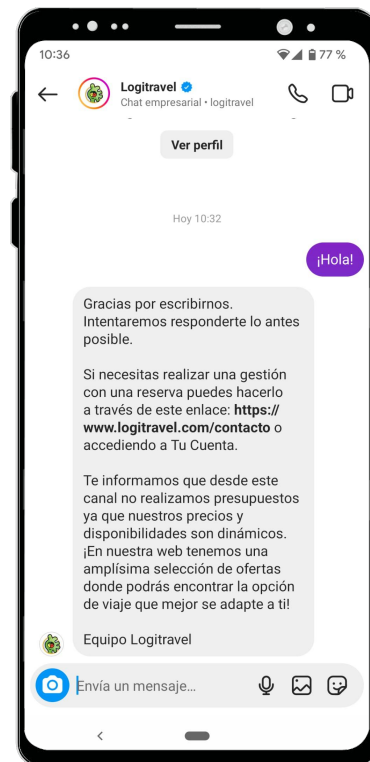 10:36
77 %
Logitravel
Chat empresarial • logitravel
Ver perfil
Hoy 10:32
¡Hola!
Gracias por escribirnos.
Intentaremos responderte lo antes
posible.
Si necesitas realizar una gestión
con una reserva puedes hacerlo
a través de este enlace: https://
www.logitravel.com/contacto o
accediendo a Tu Cuenta.
Te informamos que desde este
canal no realizamos presupuestos
ya que nuestros precios y
disponibilidades son dinámicos.
¡En nuestra web tenemos una
amplísima selección de ofertas
donde podrás encontrar la opción
de viaje que mejor se adapte a ti!
Equipo Logitravel
Envía un mensaje...